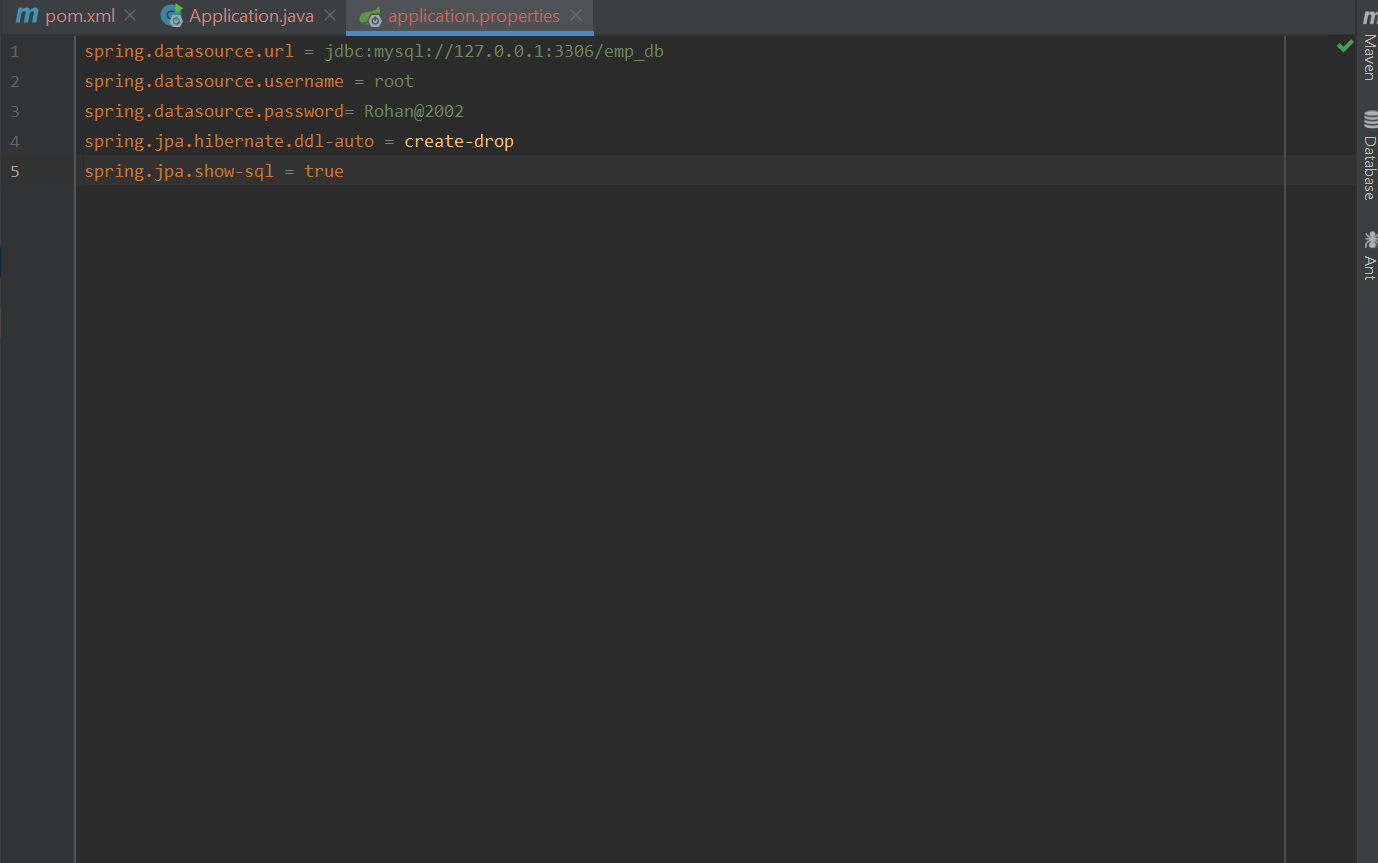 m pom.xml Application.java application.properties
1 spring.datasource.url = jdbc:mysql://127.0.0.1:3306/emp_db
2 spring.datasource.username = root
3 spring.datasource.password= Rohan@2002
4 spring.jpa.hibernate.ddl-auto = create-drop
5 spring.jpa.show-sql = true
m Maven
Database
Ant